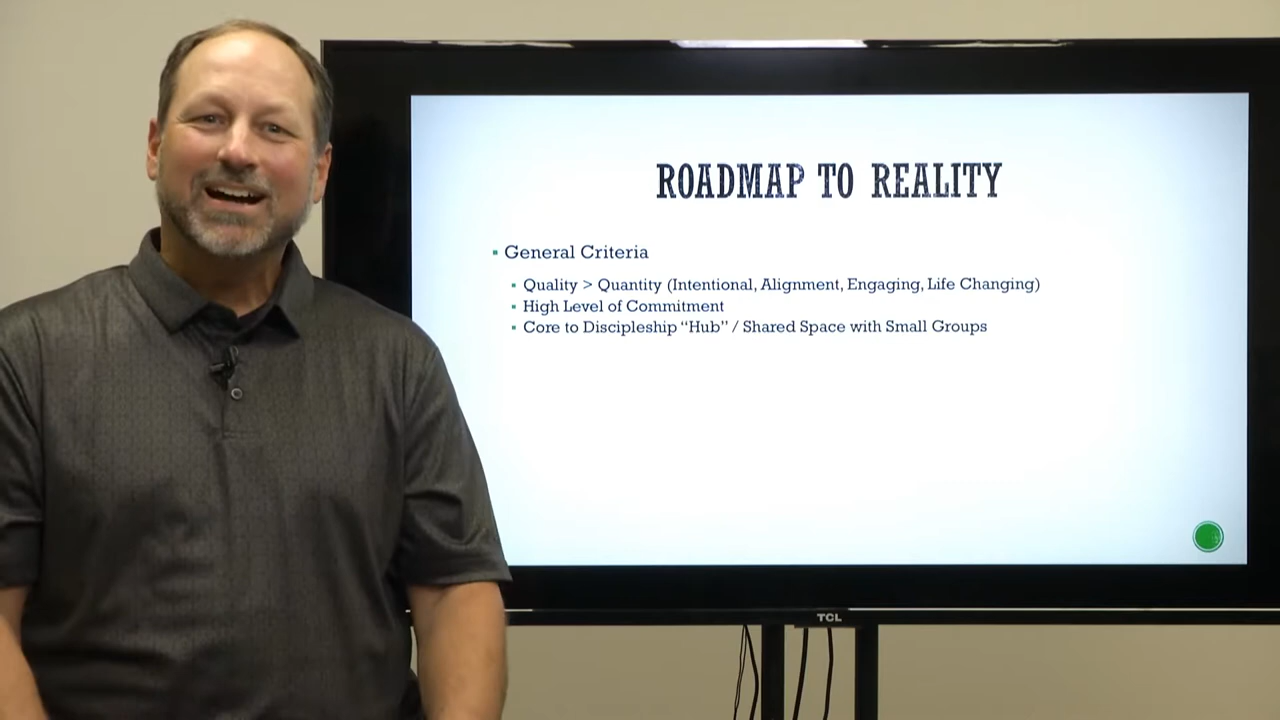 ROADMAP TO REALITY
General Criteria
Quality > Quantity (Intentional, Alignment, Engaging, Life Changing)
High Level of Commitment
Core to Discipleship “Hub” / Shared Space with Small Groups
TCL